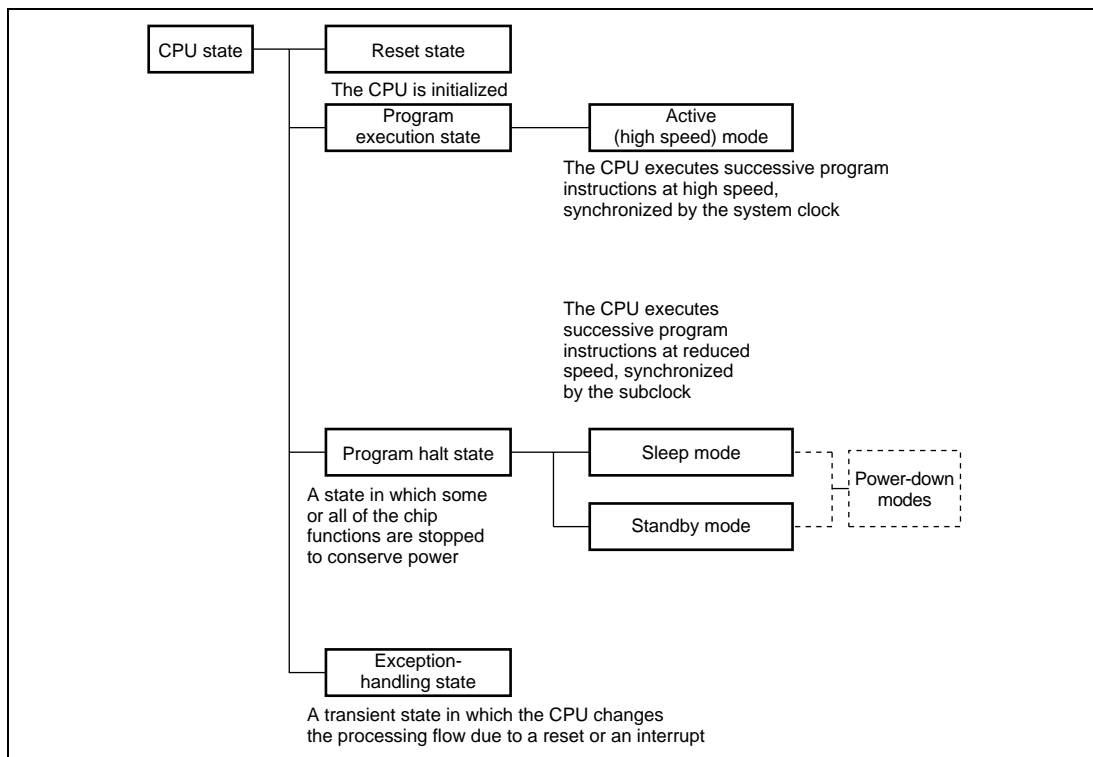 CPU state
Reset state
The CPU is initialized
Program
execution state
Active
(high speed) mode
The CPU executes successive program
instructions at high speed,
synchronized by the system clock
The CPU executes
successive program
instructions at reduced
speed, synchronized
by the subclock
Program halt state
Sleep mode
Power-down
modes
A state in which some
or all of the chip
functions are stopped
to conserve power
Standby mode
Exception-
handling state
A transient state in which the CPU changes
the processing flow due to a reset or an interrupt